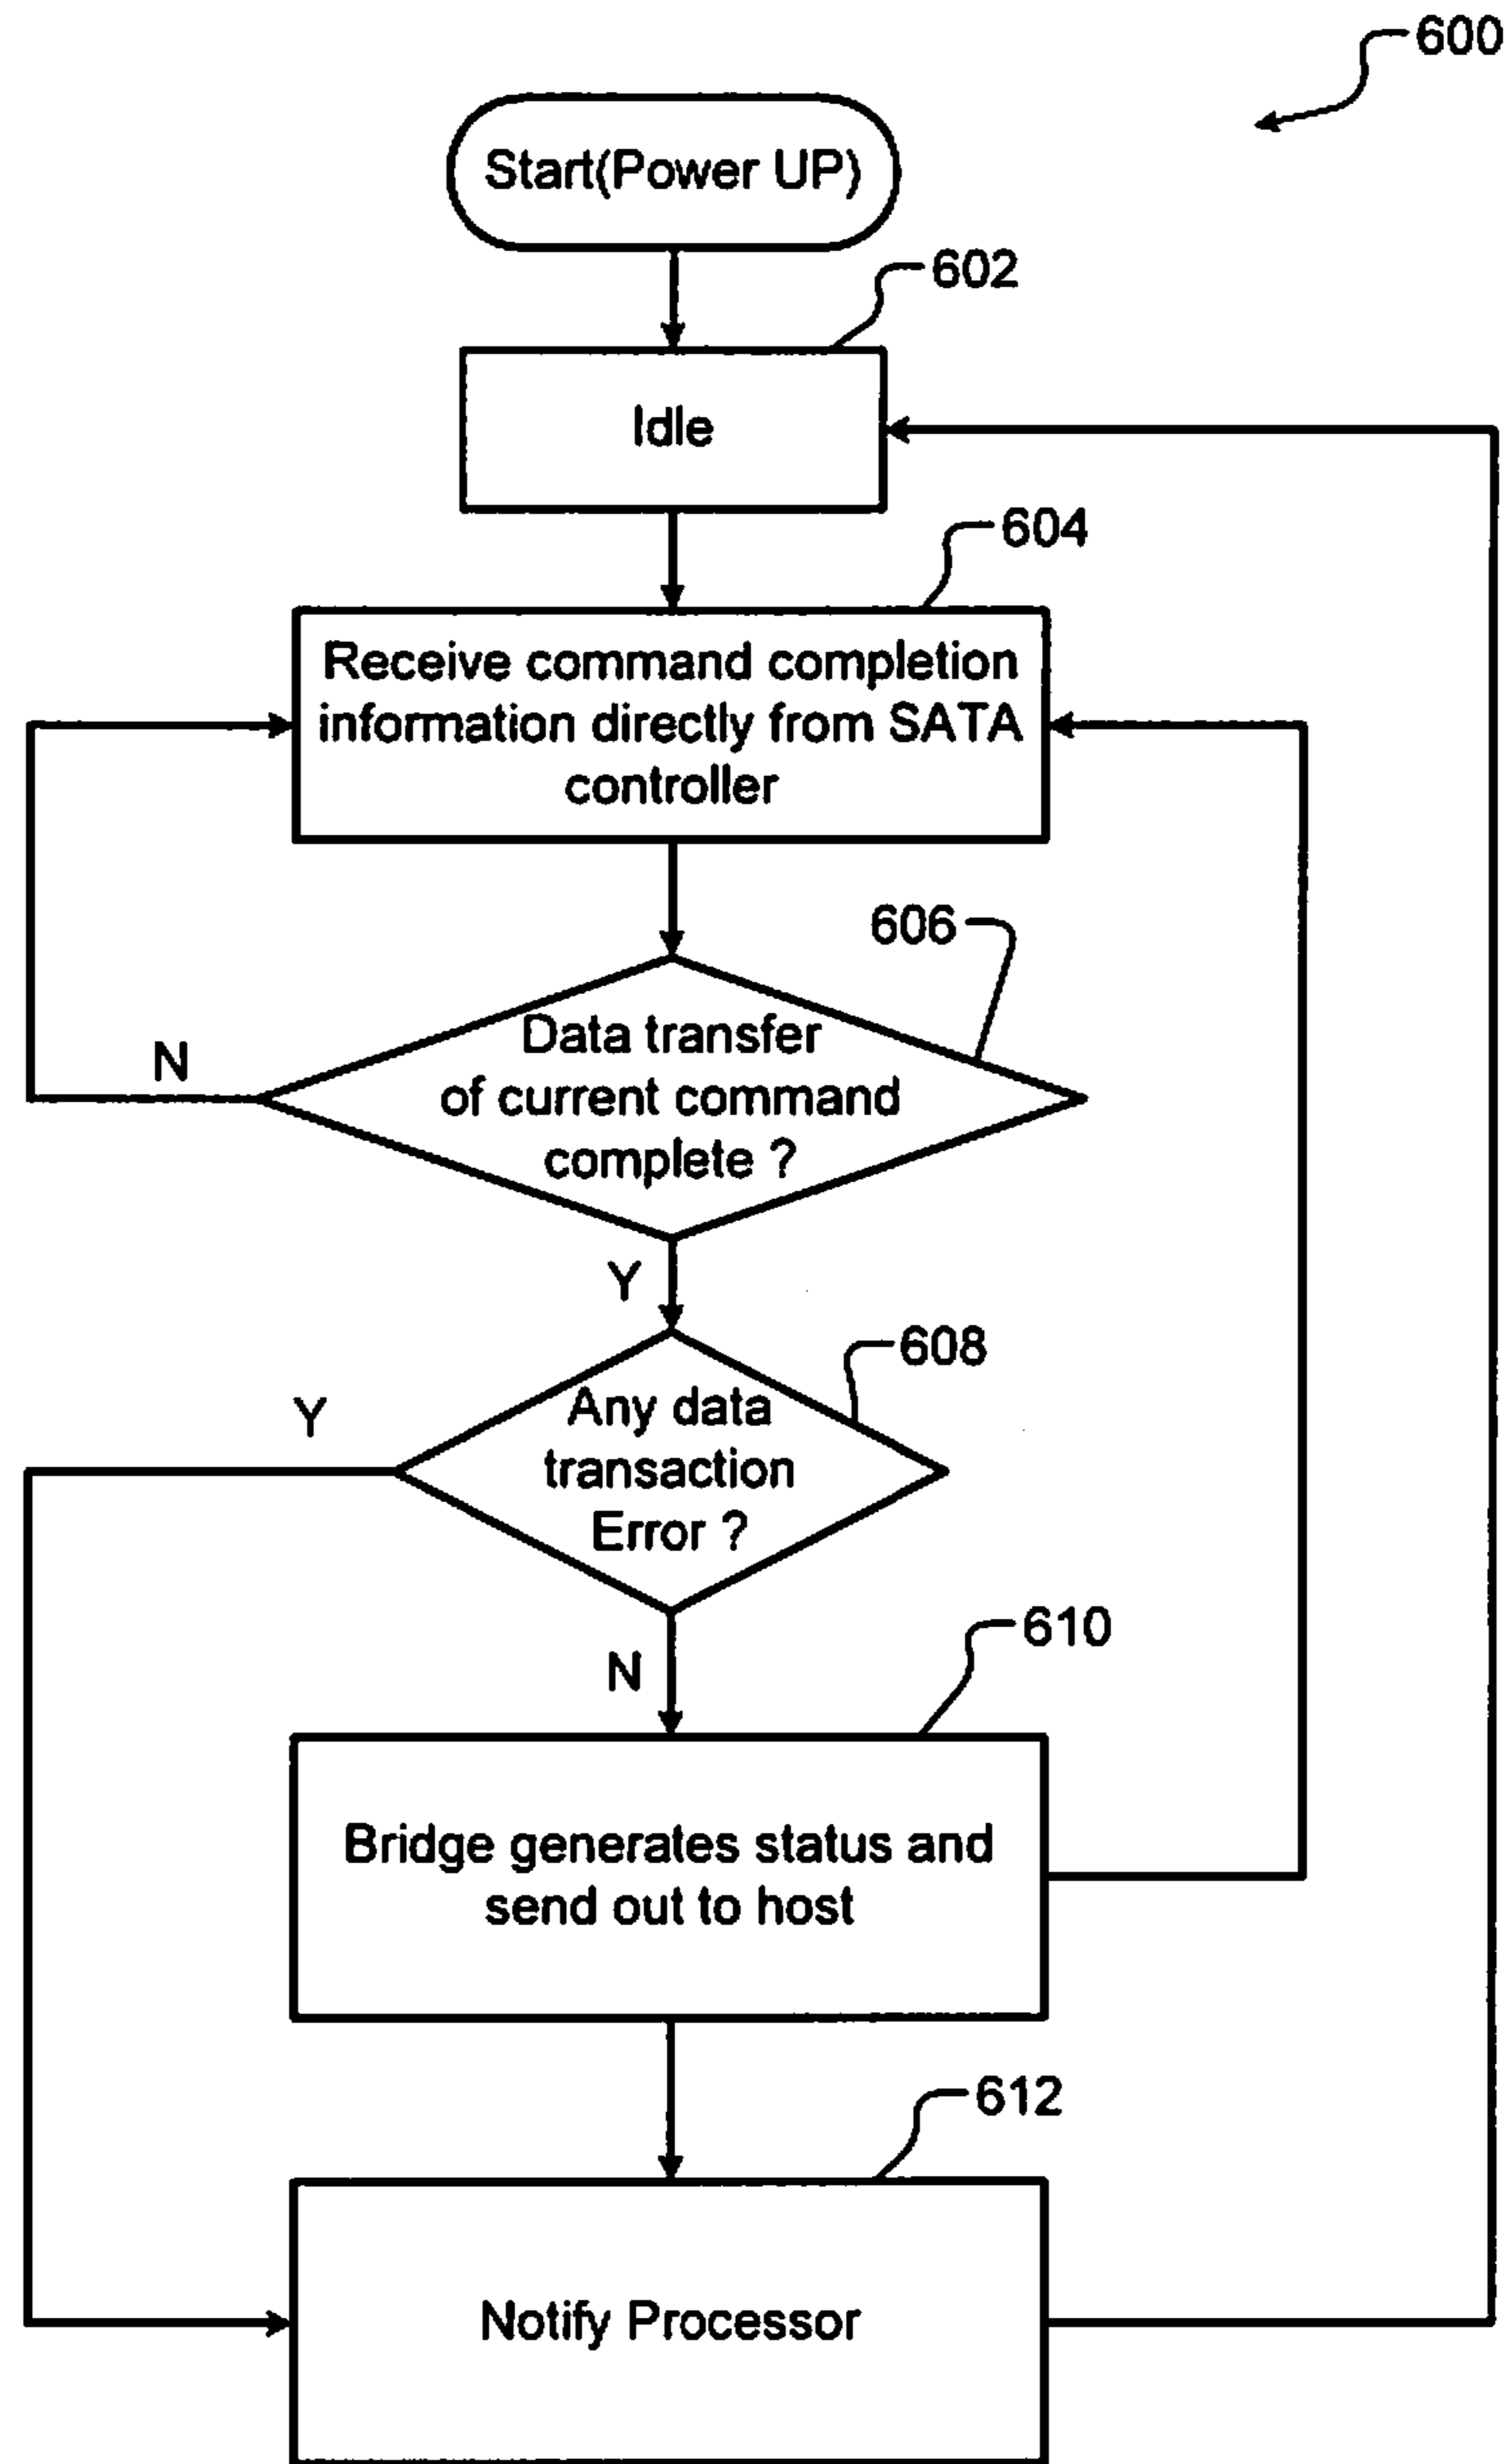 600
Start(Power UP)
602
Idle
604
Receive command completion
information directly from SATA
controller
606
Data transfer
of current command
complete ?
N
Y
608
Any data
transaction
Error ?
Y
N
610
Bridge generates status and
send out to host
612
Notify Processor